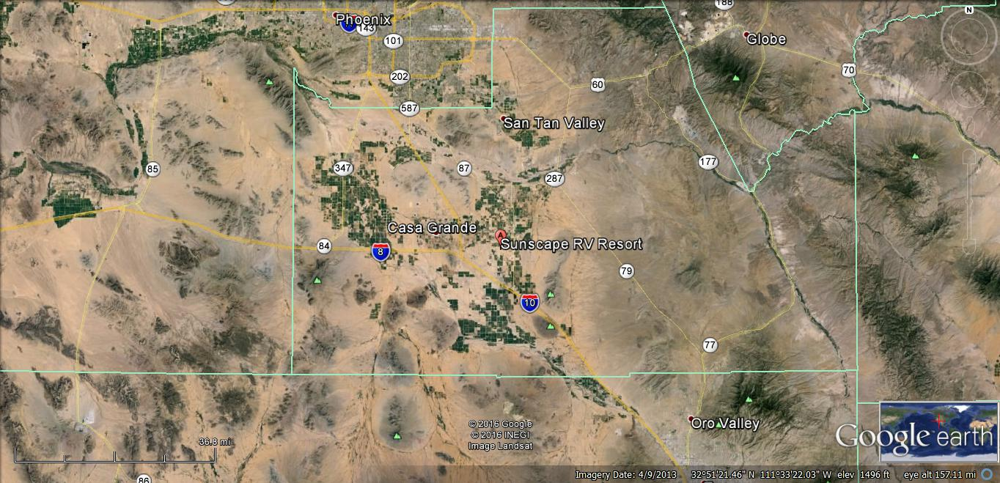 188
N
Phoenix
143
Globe
101
70
202
60
587
San Tan Valley
177
347
87
85
287
Casa Grande
A
Sunscape RV Resort
84
8
79
10
77
© 2016 Google
© 2016 INEGI
Image Landsat
Oro Valley
36.8 mi
Google earth
86
Imagery Date: 4/9/2013 32°51'21.46" N 111°33'22.03" W elev 1496 ft eye alt 157.11 mi